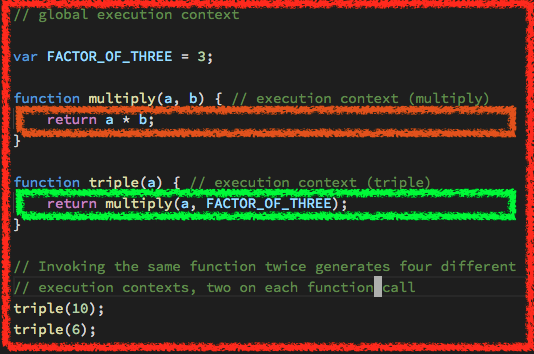 // global execution context
var FACTOR_OF_THREE = 3;
function multiply(a, b) { // execution context (multiply)
    return a * b;
}
function triple(a) { // execution context (triple)
    return multiply(a, FACTOR_OF_THREE);
}
// Invoking the same function twice generates four different
// execution contexts, two on each function call
triple(10);
triple(6);